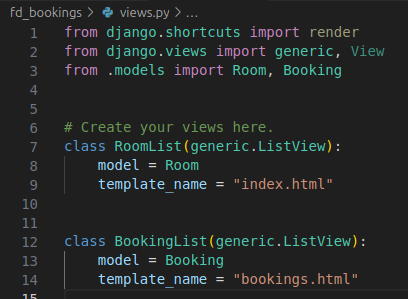 fd_bookings > views.py > ...
1 from django.shortcuts import render
2 from django.views import generic, View
3 from .models import Room, Booking
4
5
6 # Create your views here.
7 class RoomList(generic.ListView):
8     model = Room
9     template_name = "index.html"
10
11
12 class BookingList(generic.ListView):
13     model = Booking
14     template_name = "bookings.html"
15